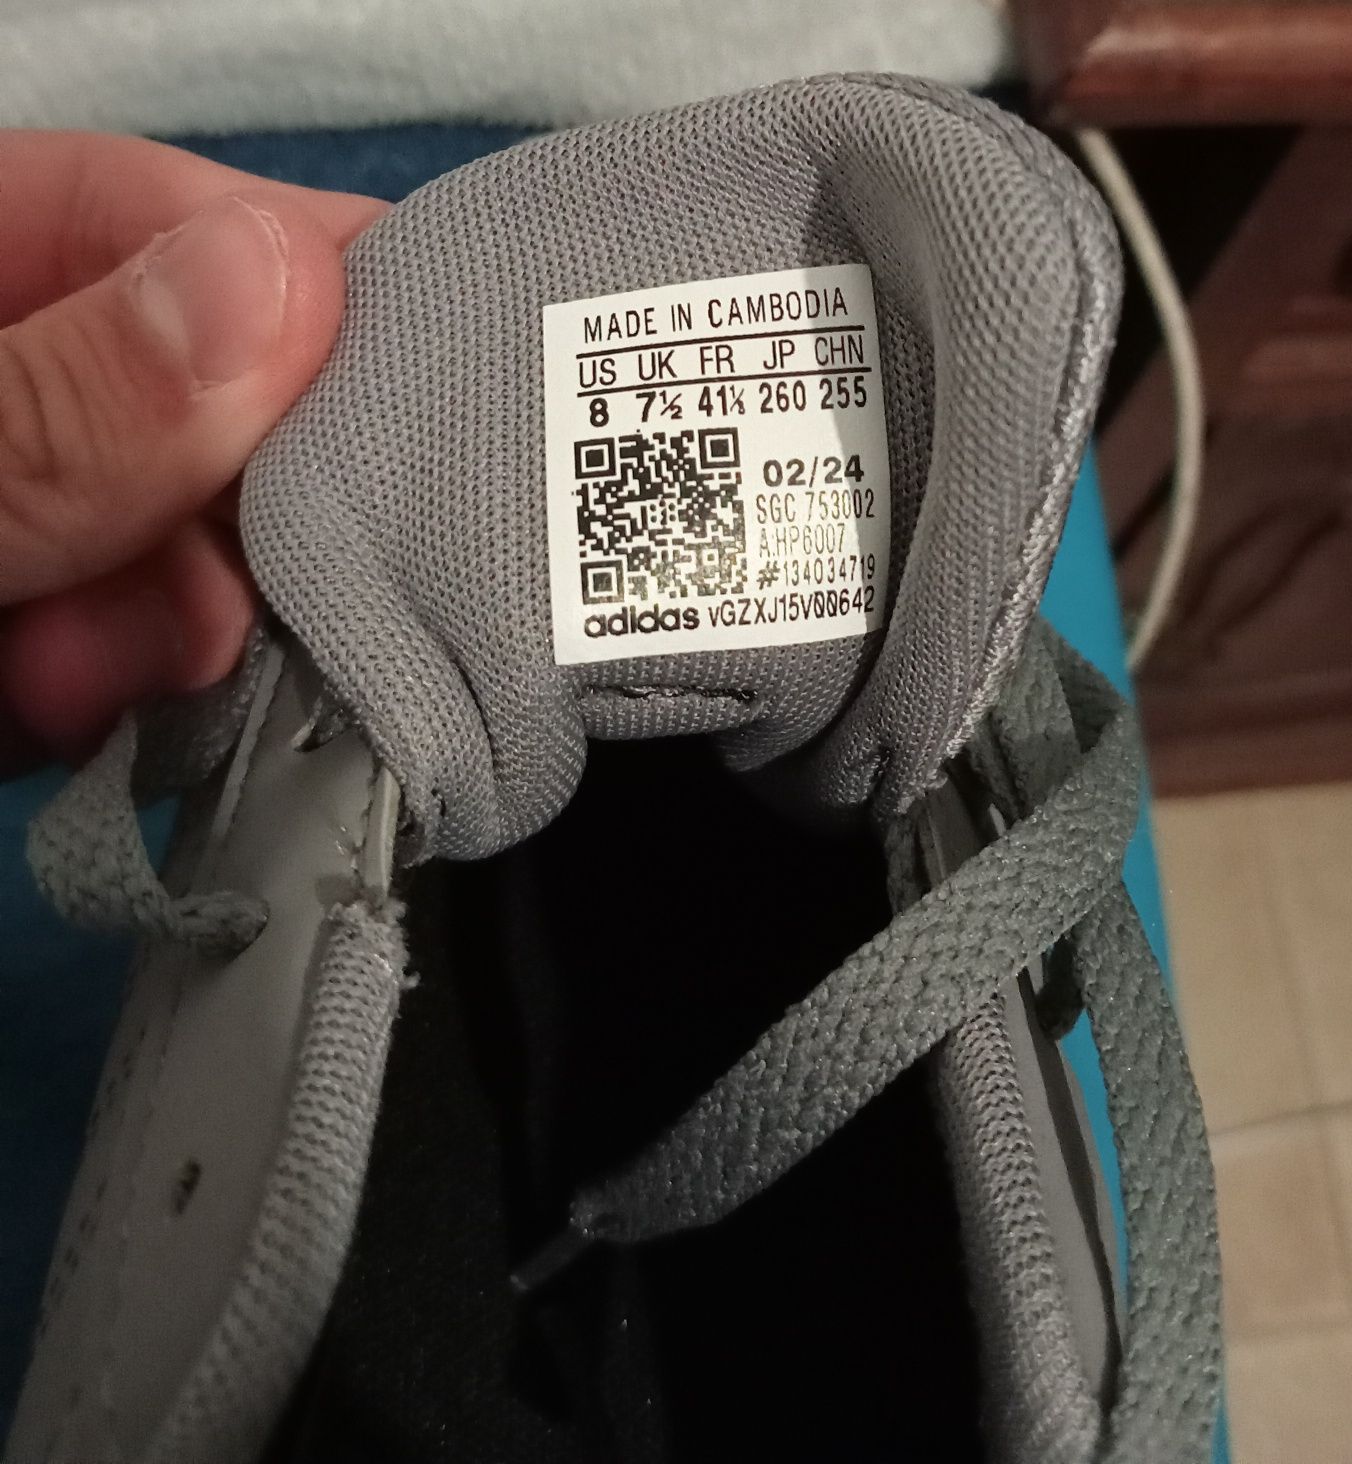 MADE IN CAMBODIA
US UK FR JP CHN
8 7½ 41⅓ 260 255
02/24
SGC 753002
A:HP6007
#134034719
adidas VGZXJ15V00642